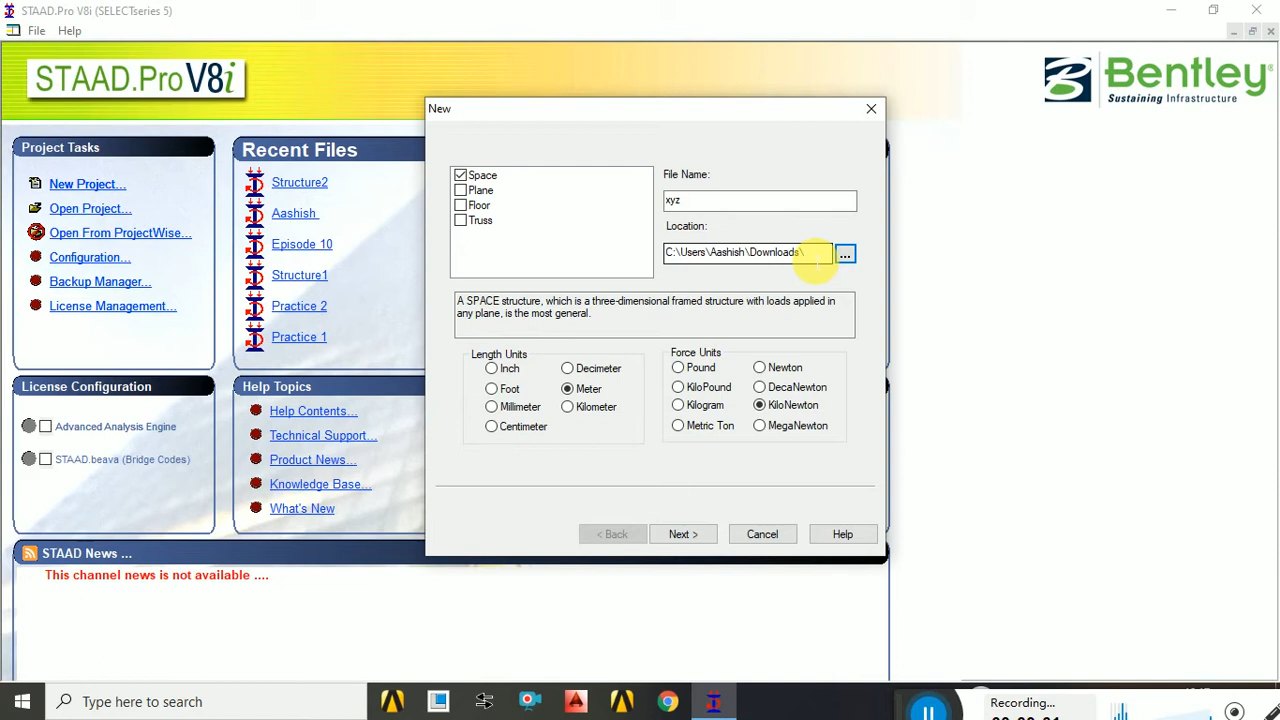 STAAD.Pro V8i (SELECTseries 5)
File Help
STAAD.Pro V8i
Bentley®
Sustaining Infrastructure
Project Tasks
New Project...
Open Project...
Open From ProjectWise...
Configuration...
Backup Manager...
License Management...
Recent Files
Structure2
Aashish
Episode 10
Structure1
Practice 2
Practice 1
License Configuration
Advanced Analysis Engine
STAAD.beava (Bridge Codes)
Help Topics
Help Contents...
Technical Support...
Product News...
Knowledge Base...
What's New
STAAD News ...
This channel news is not available ....
New
Space
Plane
Floor
Truss
File Name:
xyz
Location:
C:\Users\Aashish\Downloads\
...
A SPACE structure, which is a three-dimensional framed structure with loads applied in
any plane, is the most general.
Length Units
Inch Decimeter
Foot Meter
Millimeter Kilometer
Centimeter
Force Units
Pound Newton
KiloPound DecaNewton
Kilogram KiloNewton
Metric Ton MegaNewton
< Back Next > Cancel Help
Type here to search
Recording...